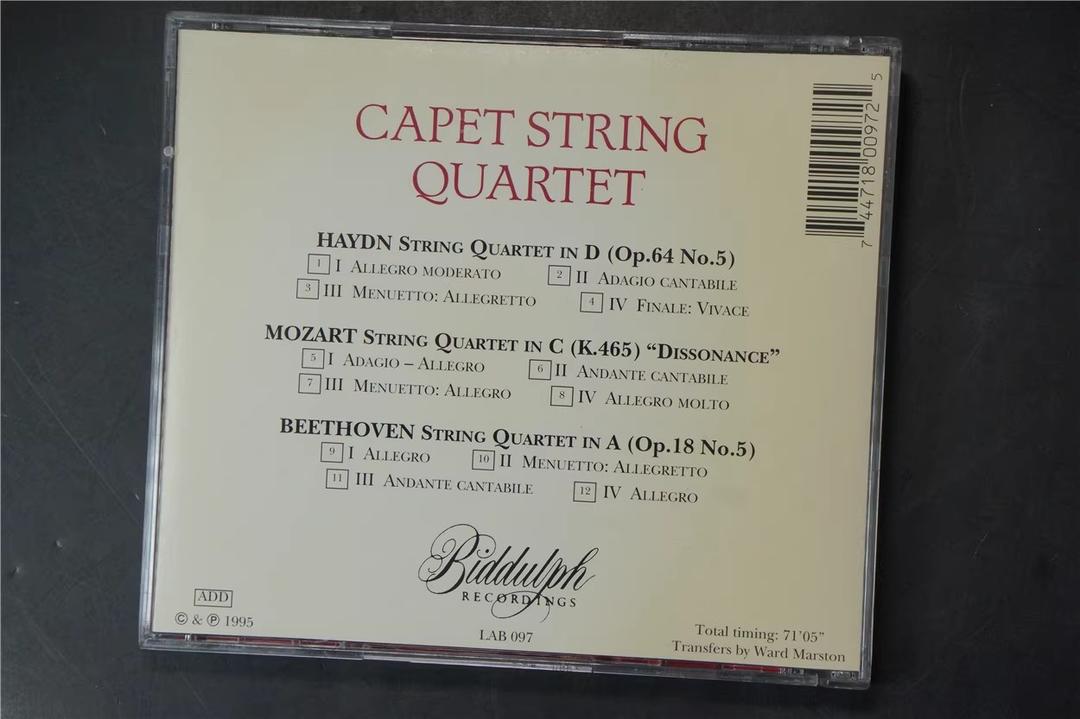 CAPET STRING
QUARTET
HAYDN STRING QUARTET IN D (Op.64 No.5)
1 I ALLEGRO MODERATO 2 II ADAGIO CANTABILE
3 III MENUETTO: ALLEGRETTO 4 IV FINALE: VIVACE
MOZART STRING QUARTET IN C (K.465) “DISSONANCE”
5 I ADAGIO – ALLEGRO 6 II ANDANTE CANTABILE
7 III MENUETTO: ALLEGRO 8 IV ALLEGRO MOLTO
BEETHOVEN STRING QUARTET IN A (Op.18 No.5)
9 I ALLEGRO 10 II MENUETTO: ALLEGRETTO
11 III ANDANTE CANTABILE 12 IV ALLEGRO
Biddulph
RECORDINGS
ADD
© & ℗ 1995
LAB 097
Total timing: 71’05”
Transfers by Ward Marston
7 44718 00972 5